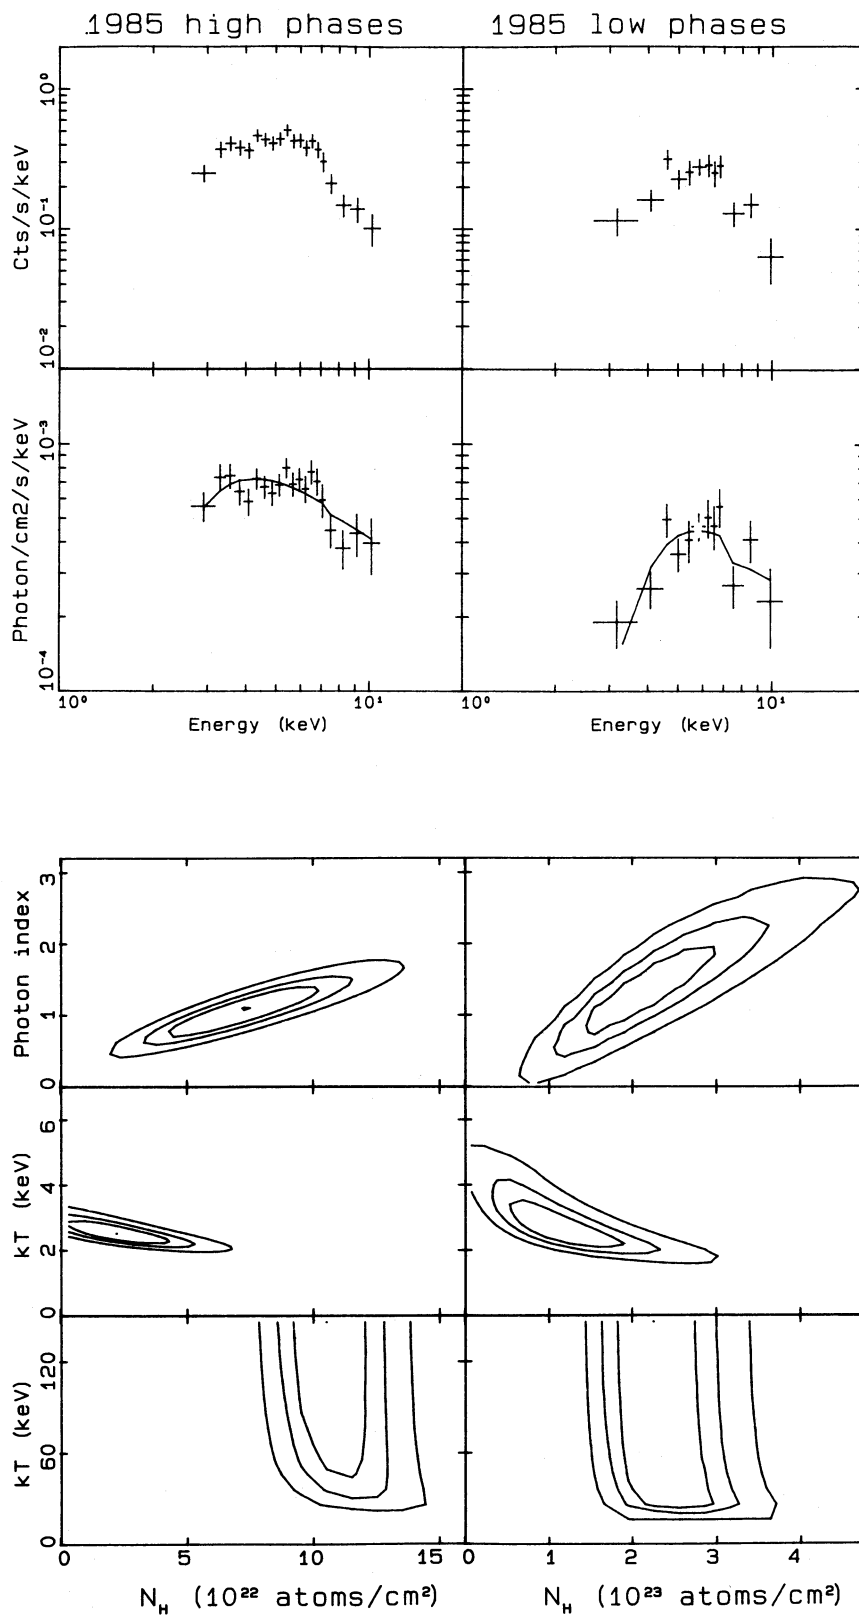 1985 high phases 1985 low phases
10⁰
10⁻¹
10⁻²
Cts/s/keV
10⁻³
10⁻⁴
Photon/cm2/s/keV
10⁰ 10¹ 10⁰ 10¹
Energy (keV) Energy (keV)
3
2
1
0
Photon index
6
4
2
0
kT (keV)
120
60
0
kT (keV)
0 5 10 15 0 1 2 3 4
N_H (10²² atoms/cm²) N_H (10²³ atoms/cm²)